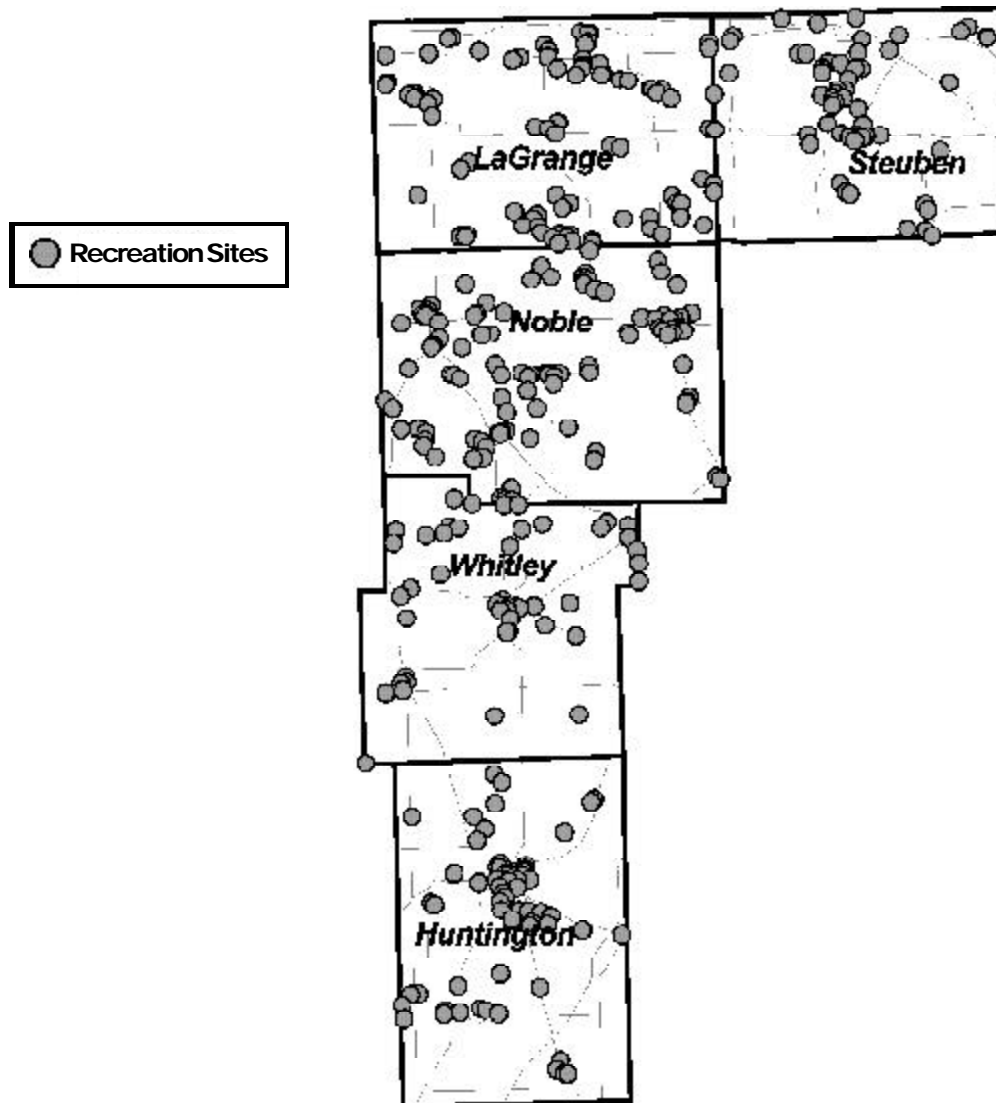 LaGrange
Steuben
Recreation Sites
Noble
Whitley
Huntington